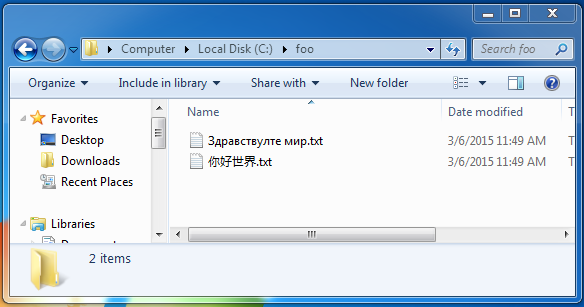 Computer Local Disk (C:) foo
Search foo
Organize Include in library Share with New folder
Favorites
Desktop
Downloads
Recent Places
Libraries
Name Date modified
Здравствулте мир.txt 3/6/2015 11:49 AM T
你好世界.txt 3/6/2015 11:49 AM T
2 items